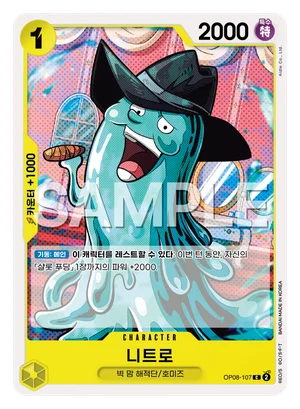 1
2000
특수
特
카운터 +1000
SAMPLE
기동: 메인 이 캐릭터를 레스트할 수 있다: 이번 턴 동안, 자신의
「샬롯 푸딩」 1장까지의 파워 +2000.
CHARACTER
니트로
빅 맘 해적단/호미즈
OP08-107 C 2
BANDAI MADE IN KOREA